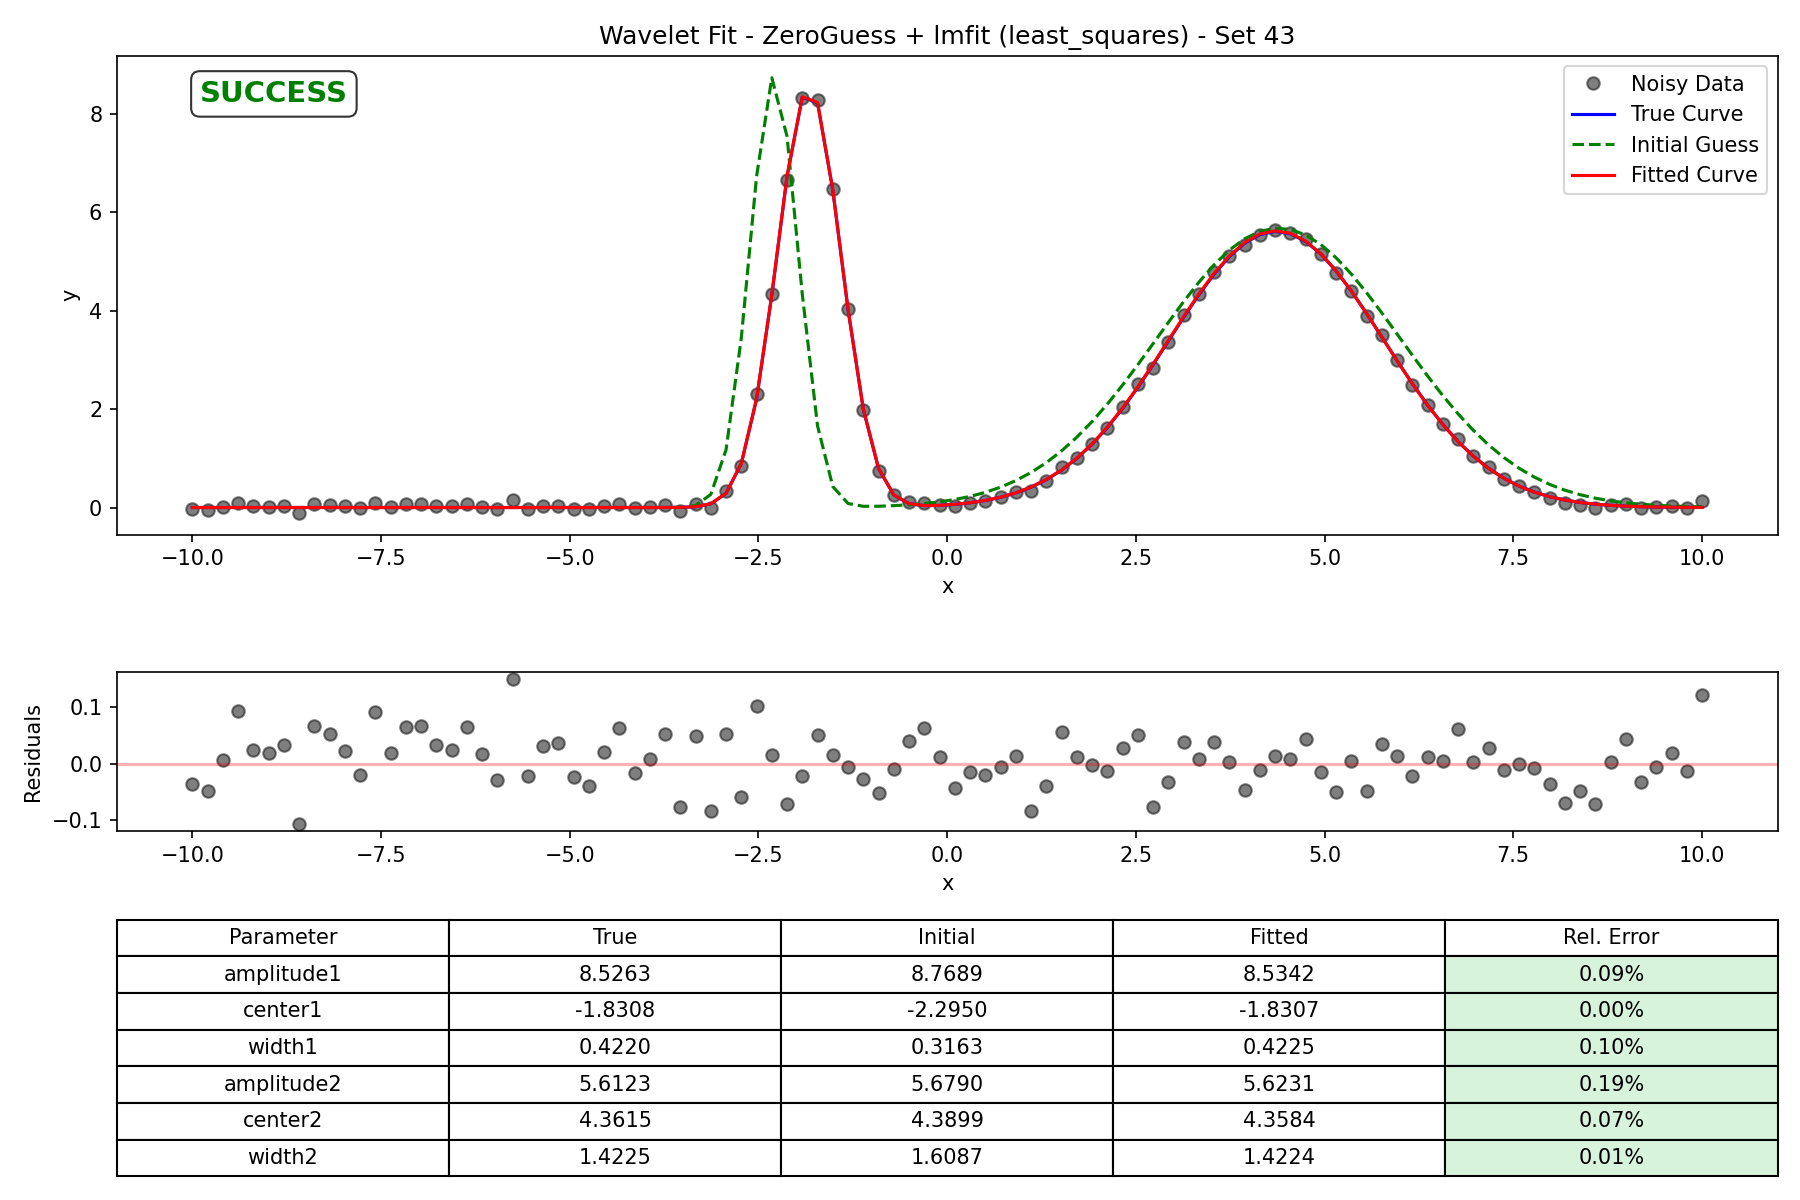 Wavelet Fit - ZeroGuess + lmfit (least_squares) - Set 43
SUCCESS
Noisy Data
True Curve
Initial Guess
Fitted Curve
y
8
6
4
2
0
−10.0 −7.5 −5.0 −2.5 0.0 2.5 5.0 7.5 10.0
x
Residuals
0.1
0.0
−0.1
−10.0 −7.5 −5.0 −2.5 0.0 2.5 5.0 7.5 10.0
x
Parameter True Initial Fitted Rel. Error
amplitude1 8.5263 8.7689 8.5342 0.09%
center1 -1.8308 -2.2950 -1.8307 0.00%
width1 0.4220 0.3163 0.4225 0.10%
amplitude2 5.6123 5.6790 5.6231 0.19%
center2 4.3615 4.3899 4.3584 0.07%
width2 1.4225 1.6087 1.4224 0.01%